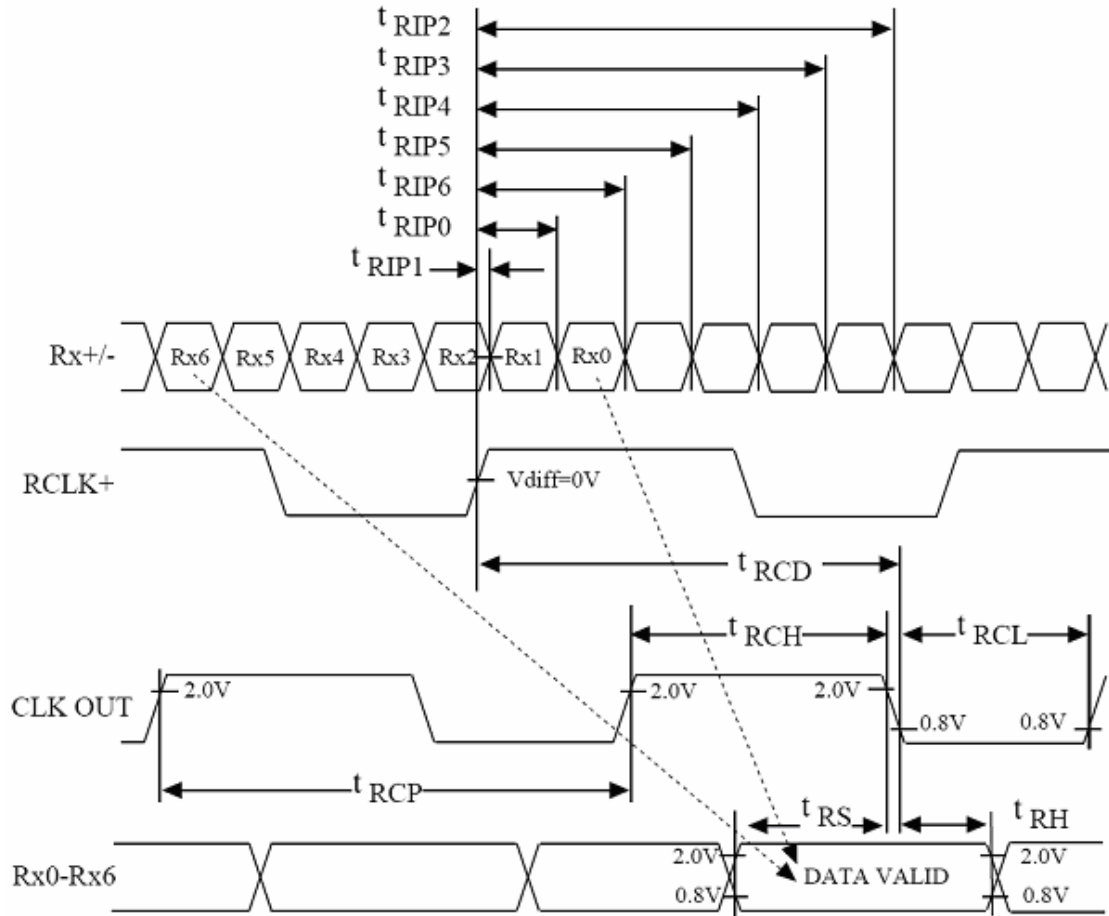 t RIP2
t RIP3
t RIP4
t RIP5
t RIP6
t RIP0
t RIP1
Rx+/- Rx6 Rx5 Rx4 Rx3 Rx2 Rx1 Rx0
RCLK+ Vdiff=0V
t RCD
t RCH t RCL
CLK OUT 2.0V 2.0V 2.0V 0.8V 0.8V
t RCP
t RS t RH
Rx0-Rx6 2.0V 0.8V DATA VALID 2.0V 0.8V